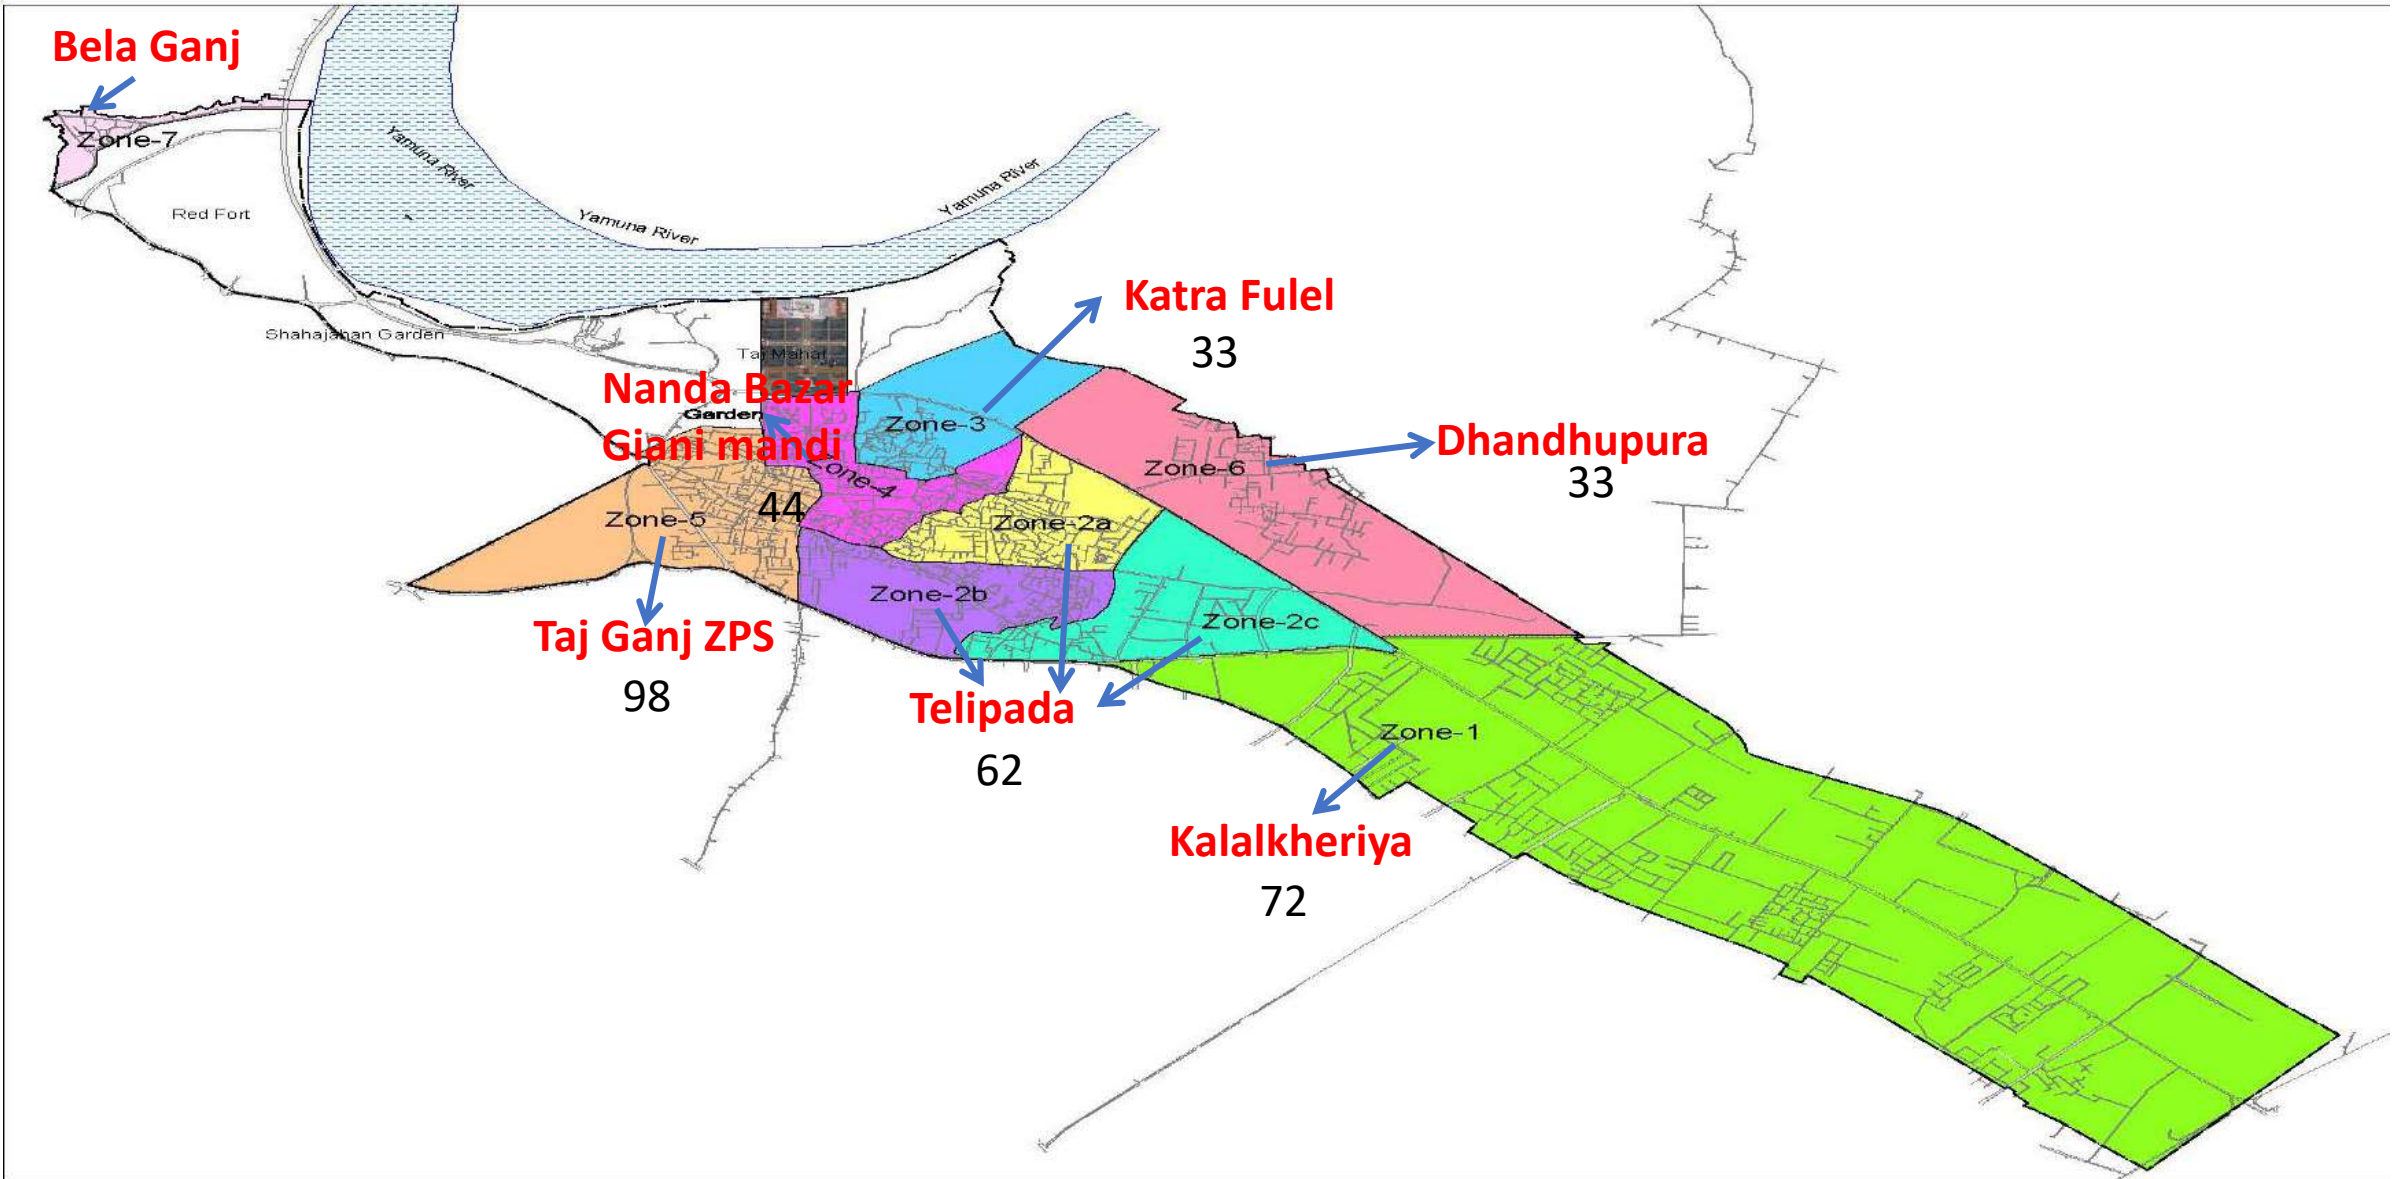 Bela Ganj
Zone-7
Yamuna River
Yamuna River
Yamuna River
Red Fort
Katra Fulel
33
Shahajahan Garden
Taj Mahal
Nanda Bazar
Garden
Giani mandi
Zone-3
Dhandhupura
33
Zone-6
Zone-4
44
Zone-5
Zone-2a
Zone-2b
Zone-2c
Taj Ganj ZPS
98
Telipada
62
Zone-1
Kalalkheriya
72